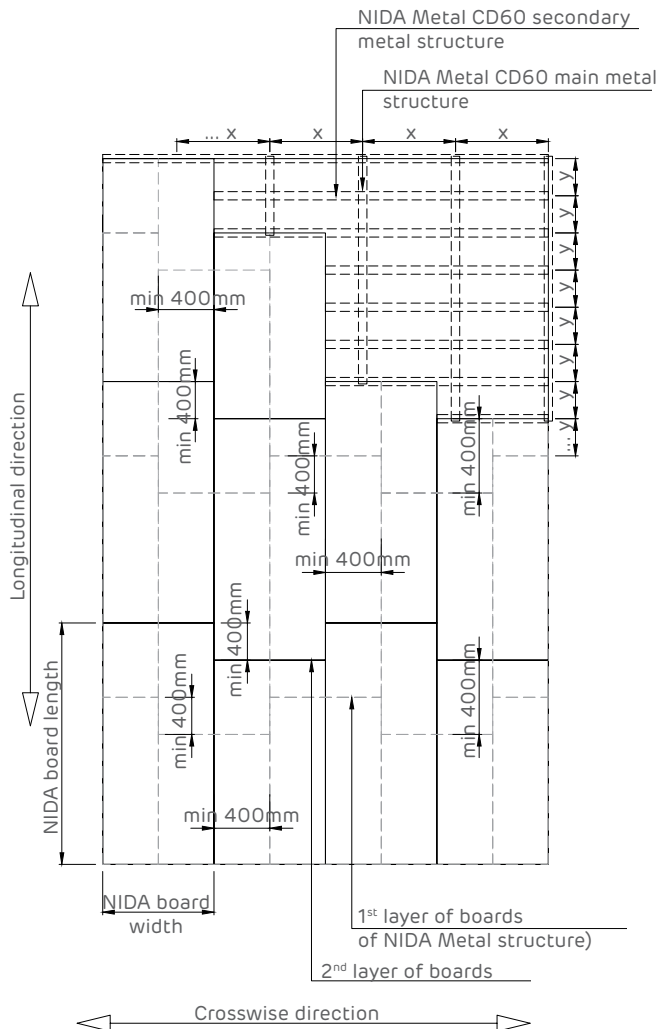 NIDA Metal CD60 secondary
metal structure
NIDA Metal CD60 main metal
structure
... x
x
x
x
y
y
y
y
y
y
y
... y
min 400mm
min 400mm
min 400mm
min 400mm
Longitudinal direction
min 400mm
min 400mm
NIDA board length
min 400mm
min 400mm
min 400mm
NIDA board
width
1st layer of boards
of NIDA Metal structure)
2nd layer of boards
Crosswise direction